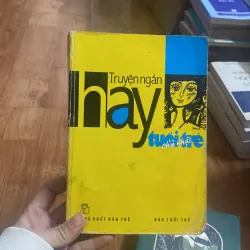 Truyện ngắn
hay
tuổi trẻ
NHÀ XUẤT BẢN TRẺ
BÁO TUỔI TRẺ